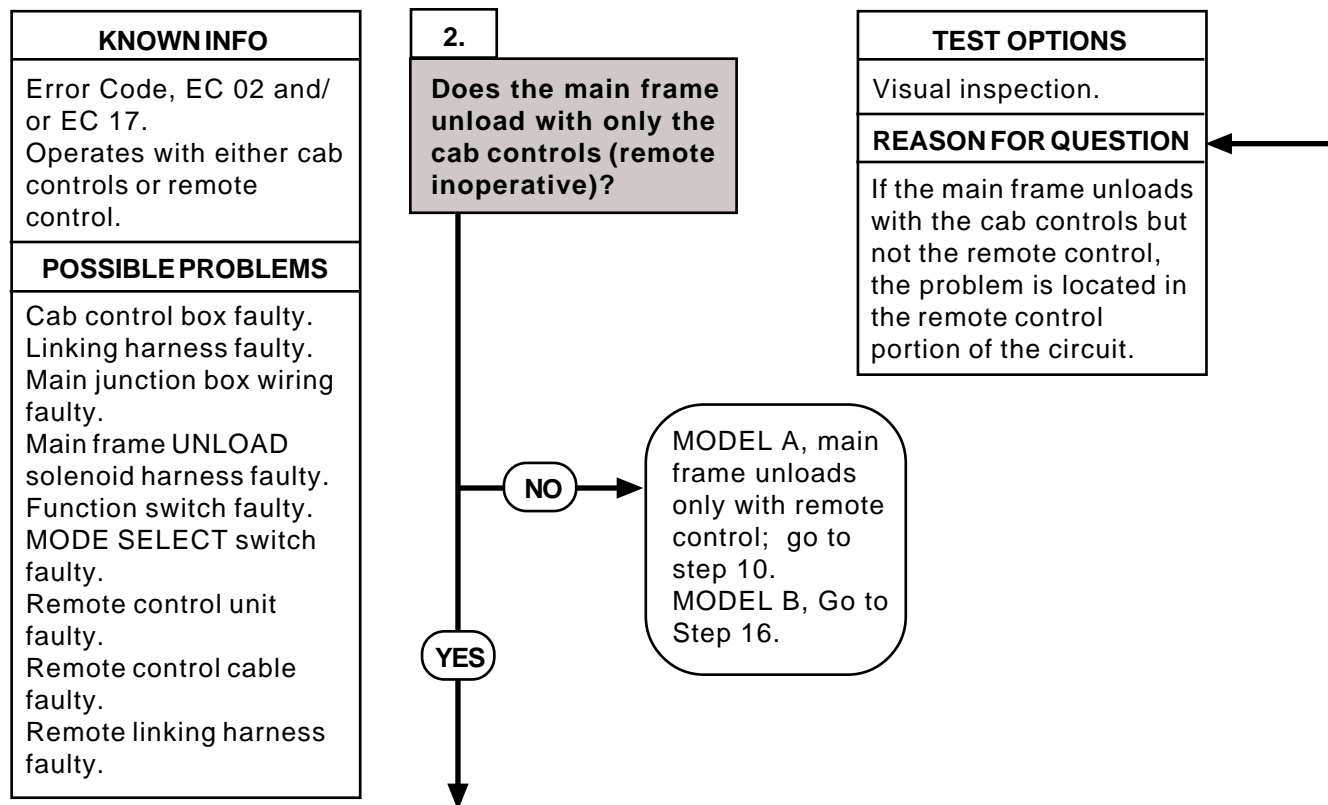 KNOWN INFO
Error Code, EC 02 and/
or EC 17.
Operates with either cab
controls or remote
control.
POSSIBLE PROBLEMS
Cab control box faulty.
Linking harness faulty.
Main junction box wiring
faulty.
Main frame UNLOAD
solenoid harness faulty.
Function switch faulty.
MODE SELECT switch
faulty.
Remote control unit
faulty.
Remote control cable
faulty.
Remote linking harness
faulty.
2.
Does the main frame
unload with only the
cab controls (remote
inoperative)?
NO
MODEL A, main
frame unloads
only with remote
control; go to
step 10.
MODEL B, Go to
Step 16.
YES
TEST OPTIONS
Visual inspection.
REASON FOR QUESTION
If the main frame unloads
with the cab controls but
not the remote control,
the problem is located in
the remote control
portion of the circuit.